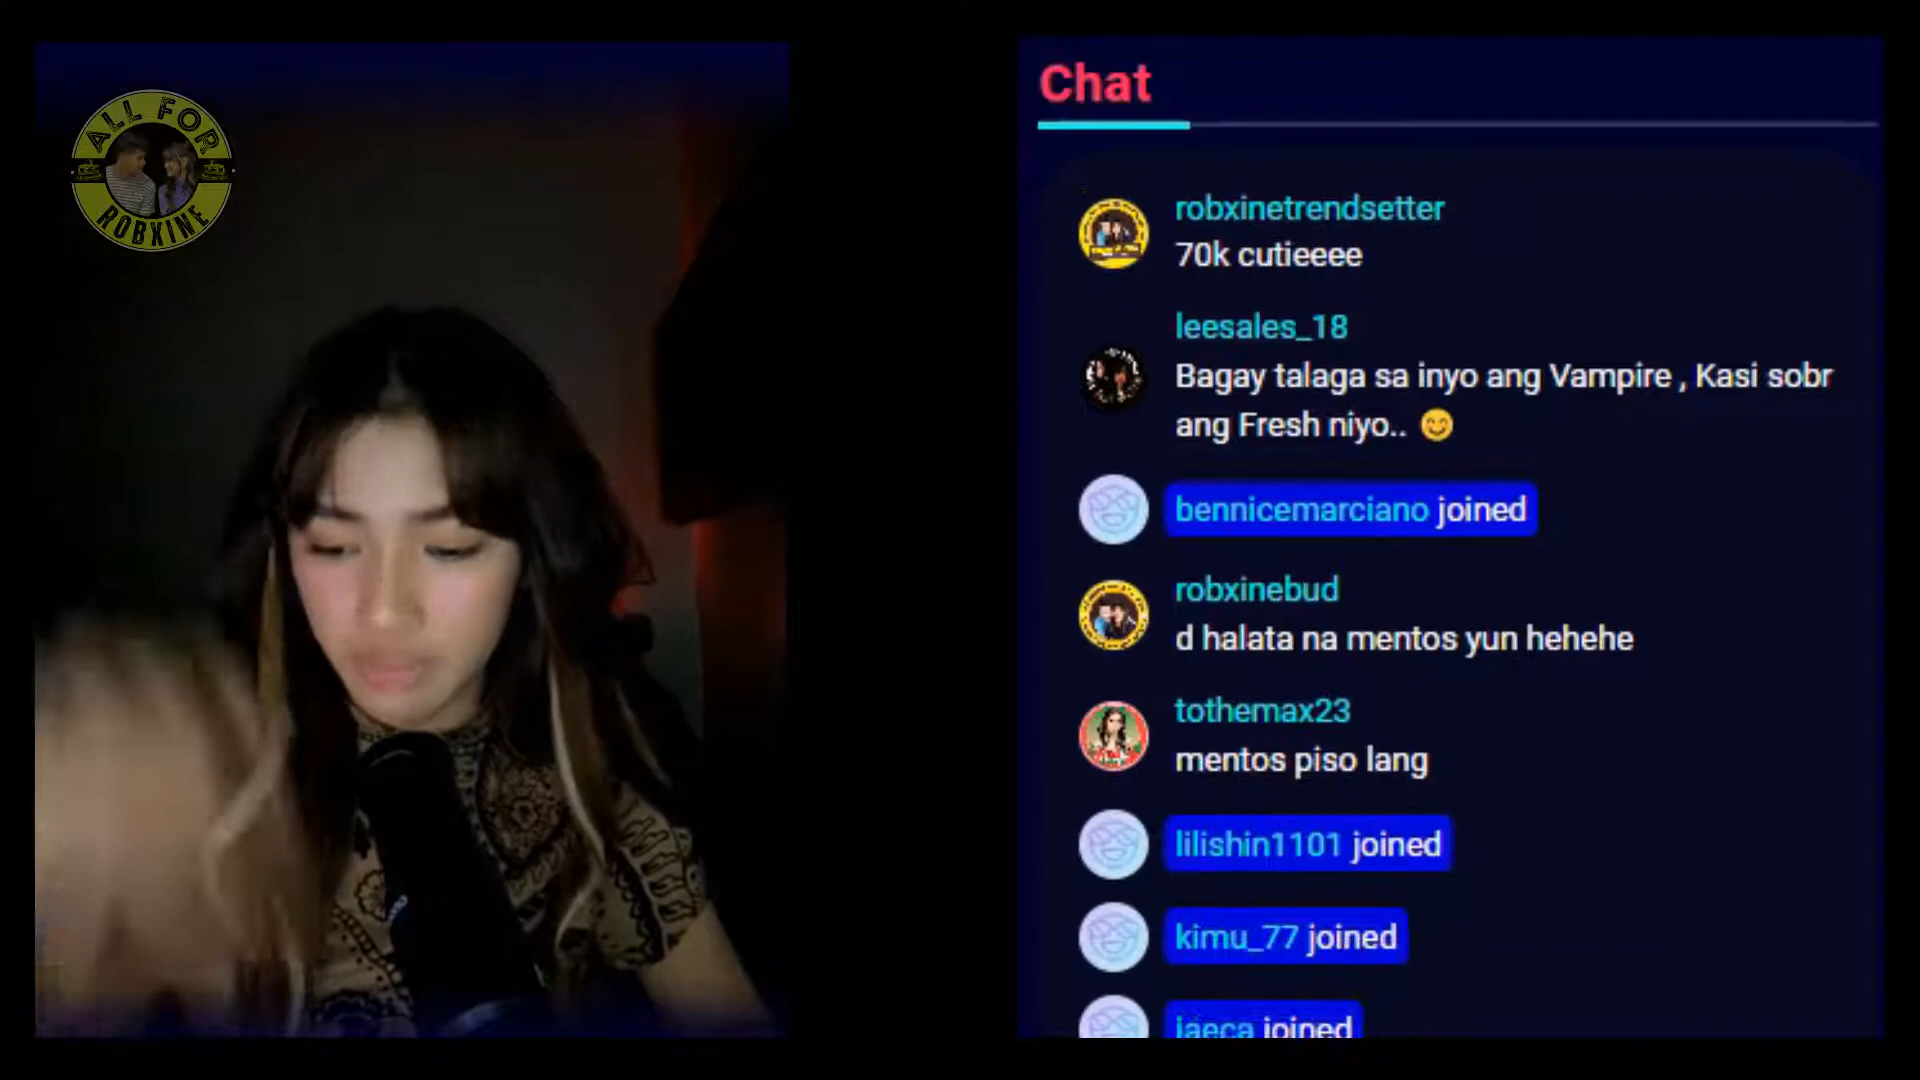 ALL FOR
ROBXINE
Chat
robxinetrendsetter
70k cutieeee
leesales_18
Bagay talaga sa inyo ang Vampire , Kasi sobr
ang Fresh niyo.. 😊
bennicemarciano joined
robxinebud
d halata na mentos yun hehehe
tothemax23
mentos piso lang
lilishin1101 joined
kimu_77 joined
joined